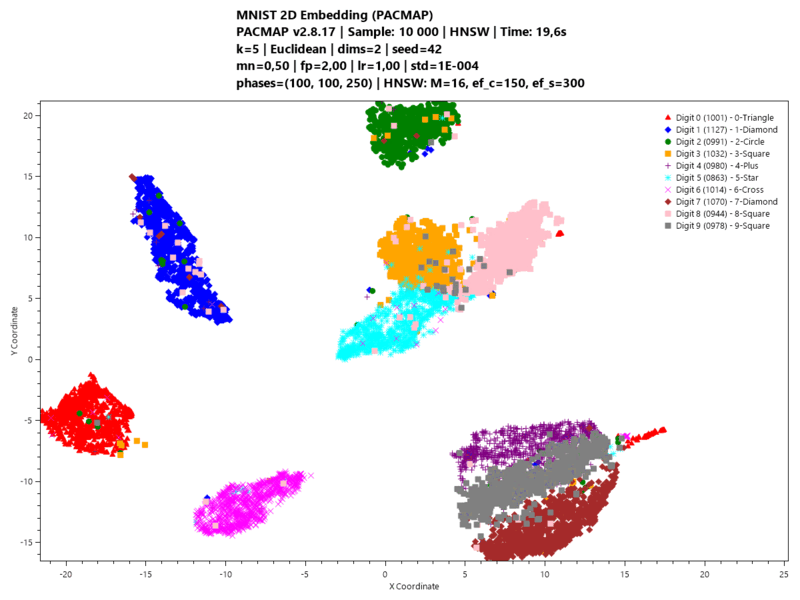 MNIST 2D Embedding (PACMAP)
PACMAP v2.8.17 | Sample: 10 000 | HNSW | Time: 19,6s
k=5 | Euclidean | dims=2 | seed=42
mn=0,50 | fp=2,00 | lr=1,00 | std=1E-004
phases=(100, 100, 250) | HNSW: M=16, ef_c=150, ef_s=300
Digit 0 (1001) - 0-Triangle
Digit 1 (1127) - 1-Diamond
Digit 2 (0991) - 2-Circle
Digit 3 (1032) - 3-Square
Digit 4 (0980) - 4-Plus
Digit 5 (0863) - 5-Star
Digit 6 (1014) - 6-Cross
Digit 7 (1070) - 7-Diamond
Digit 8 (0944) - 8-Square
Digit 9 (0978) - 9-Square
Y Coordinate
20
15
10
5
0
-5
-10
-15
-20
-15
-10
-5
0
5
10
15
20
25
X Coordinate